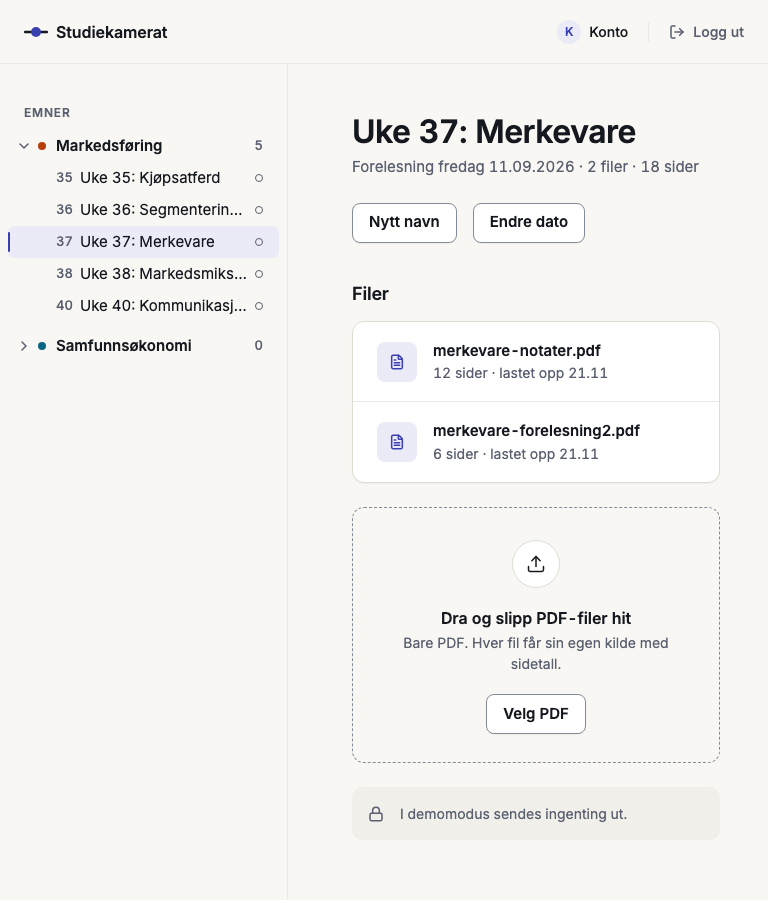 Studiekamerat
K Konto
Logg ut
EMNER
Markedsføring 5
35 Uke 35: Kjøpsatferd
36 Uke 36: Segmenterin...
37 Uke 37: Merkevare
38 Uke 38: Markedsmiks...
40 Uke 40: Kommunikasj...
Samfunnsøkonomi 0
Uke 37: Merkevare
Forelesning fredag 11.09.2026 · 2 filer · 18 sider
Nytt navn
Endre dato
Filer
merkevare-notater.pdf
12 sider · lastet opp 21.11
merkevare-forelesning2.pdf
6 sider · lastet opp 21.11
Dra og slipp PDF-filer hit
Bare PDF. Hver fil får sin egen kilde med
sidetall.
Velg PDF
I demomodus sendes ingenting ut.